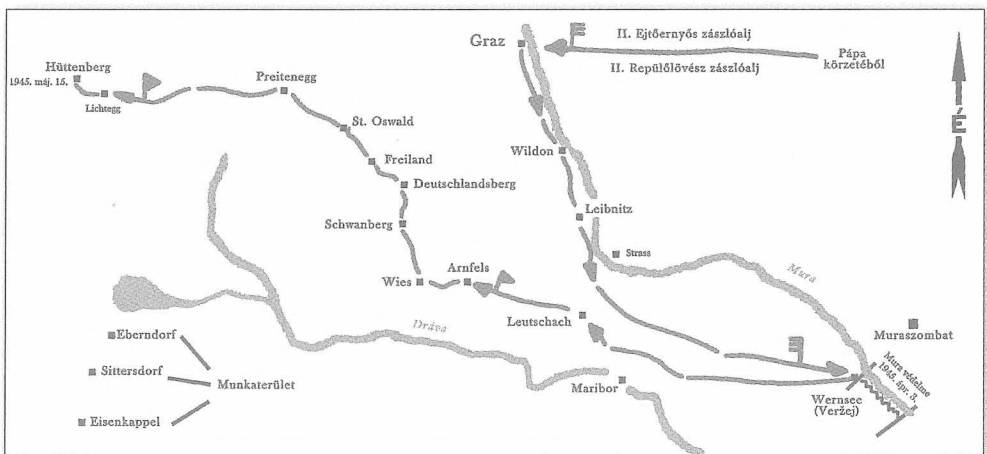 Graz
II. Ejtőernyős zászlóalj
II. Repülőlövész zászlóalj
Pápa
körzetéből
É
Hüttenberg
1945. máj. 15.
Lichtegg
Preitenegg
St. Oswald
Freiland
Deutschlandsberg
Schwanberg
Wies
Arnfels
Wildon
Leibnitz
Strass
Mura
Leutschach
Muraszombat
Dráva
Maribor
Wernsee
(Veržej)
Mura védelme
1945. ápr. 3.
Eberndorf
Sittersdorf
Munkaterület
Eisenkappel